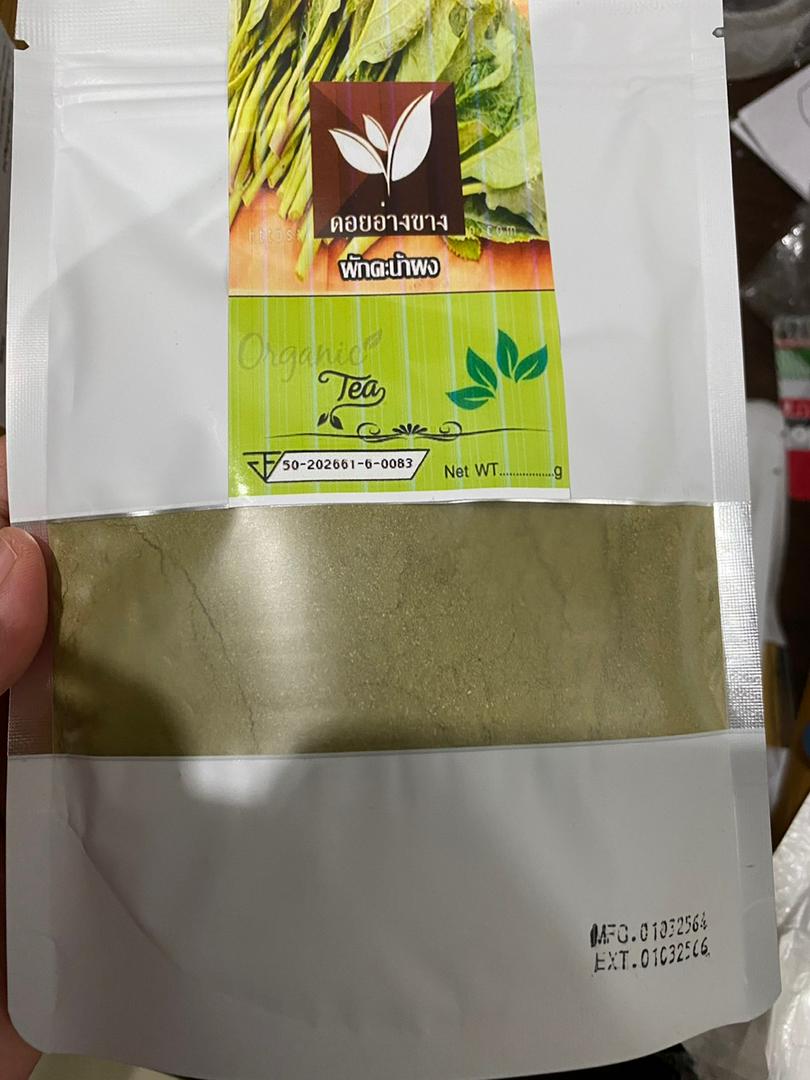 ดอยอ่างขาง
ผักคะน้าผง
Organic
Tea
50-202661-6-0083
Net WT................g
MFG.01032564
EXT.01032566